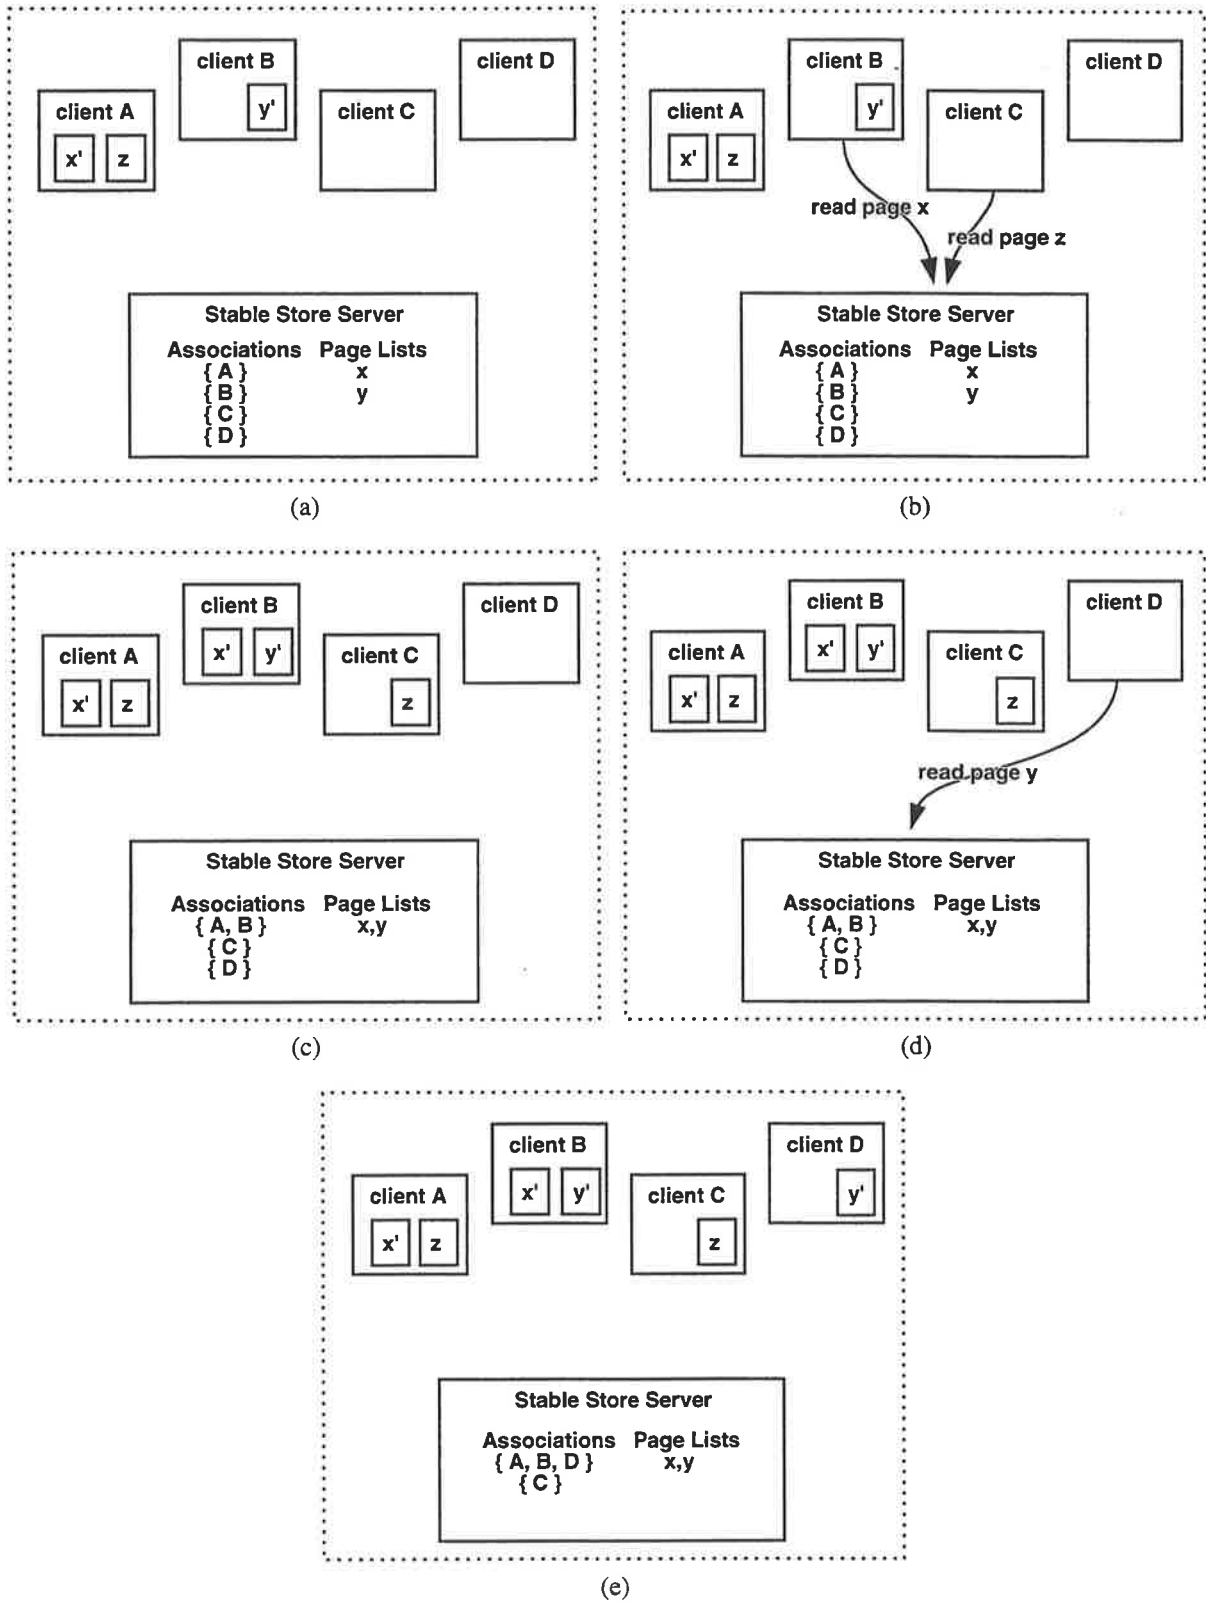 client B
client D
y'
client A
client C
x' z
Stable Store Server
Associations Page Lists
{ A } x
{ B } y
{ C }
{ D }
(a)
client B
client D
y'
client A
client C
x' z
read page x
read page z
Stable Store Server
Associations Page Lists
{ A } x
{ B } y
{ C }
{ D }
(b)
client B
client D
x' y'
client A
client C
x' z
z
Stable Store Server
Associations Page Lists
{ A, B } x,y
{ C }
{ D }
(c)
client B
client D
x' y'
client A
client C
x' z
z
read page y
Stable Store Server
Associations Page Lists
{ A, B } x,y
{ C }
{ D }
(d)
client B
client D
x' y'
y'
client A
client C
x' z
z
Stable Store Server
Associations Page Lists
{ A, B, D } x,y
{ C }
(e)